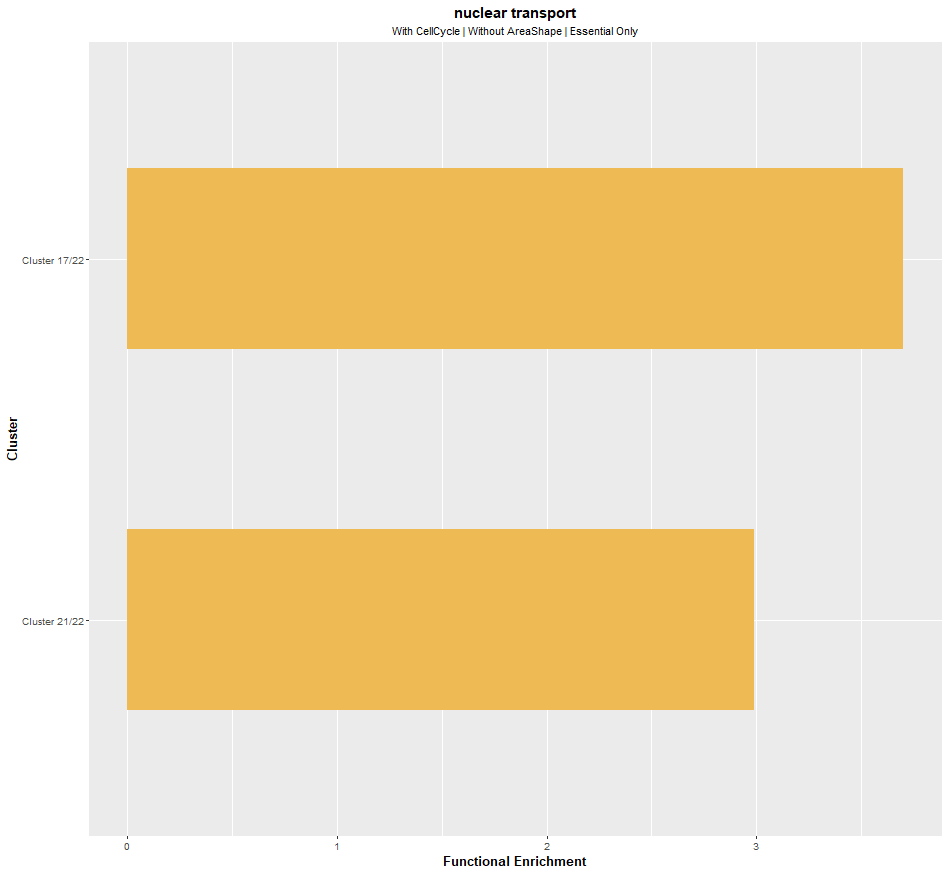 nuclear transport
With CellCycle | Without AreaShape | Essential Only
Cluster
Cluster 17/22
Cluster 21/22
0 1 2 3
Functional Enrichment